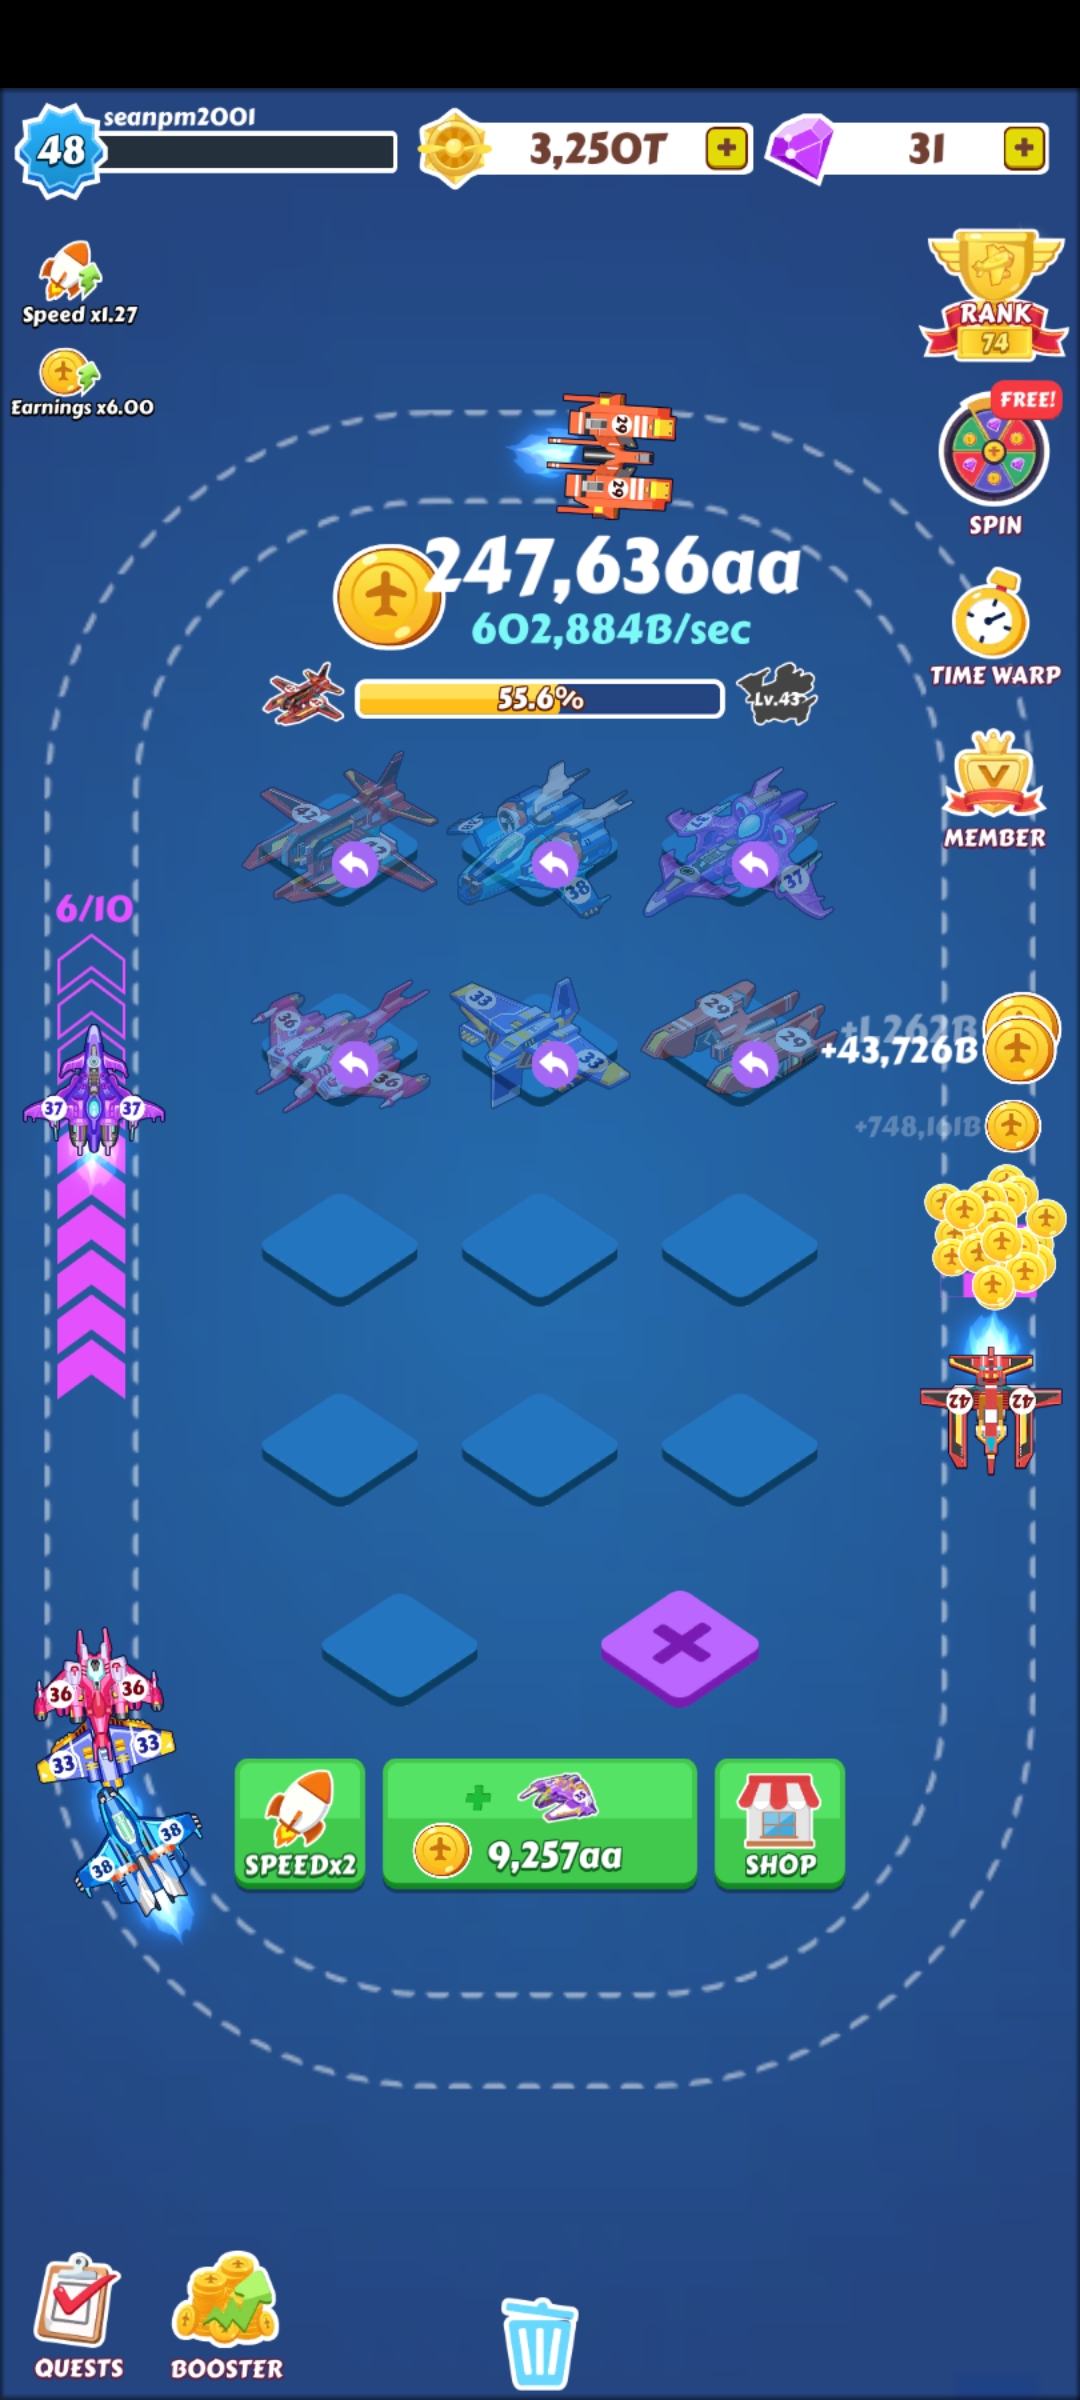 seanpm2001
48
3,250T
31
Speed x1.27
Earnings x6.00
RANK
74
FREE!
SPIN
29
29
247,636aa
602,884B/sec
55.6%
Lv.43
TIME WARP
MEMBER
42
42
38
38
37
37
6/10
36
36
33
33
29
29
+1,262B
+43,726B
+748,161B
37
37
42
42
36
36
33
33
38
38
SPEEDx2
9,257aa
SHOP
QUESTS
BOOSTER